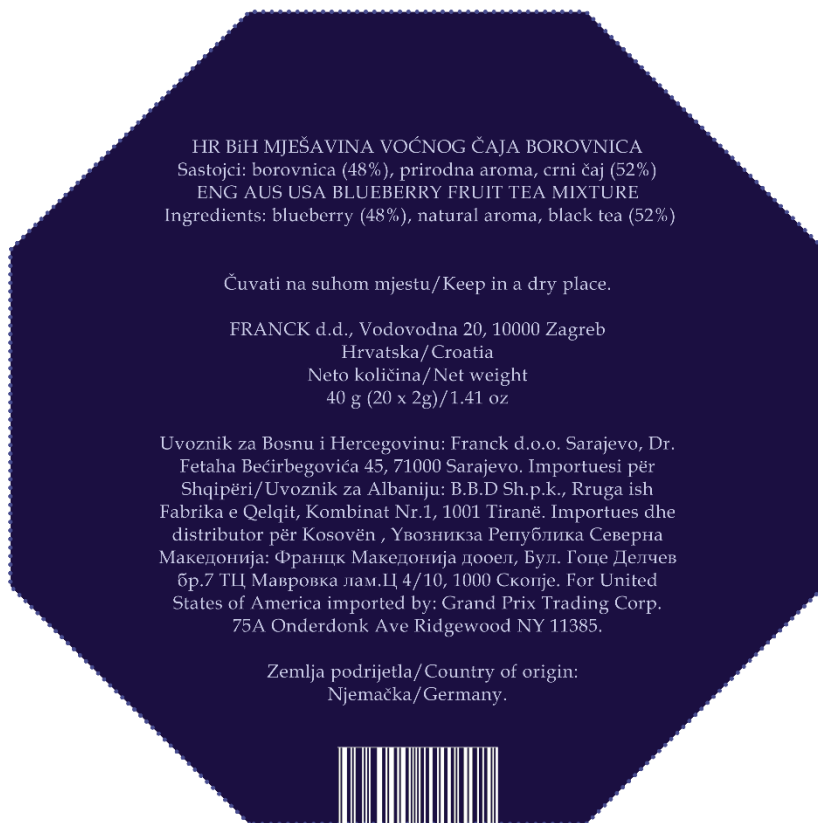 HR BiH MJEŠAVINA VOĆNOG ČAJA BOROVNICA
Sastojci: borovnica (48%), prirodna aroma, crni čaj (52%)
ENG AUS USA BLUEBERRY FRUIT TEA MIXTURE
Ingredients: blueberry (48%), natural aroma, black tea (52%)
Čuvati na suhom mjestu/Keep in a dry place.
FRANCK d.d., Vodovodna 20, 10000 Zagreb
Hrvatska/Croatia
Neto količina/Net weight
40 g (20 x 2g)/1.41 oz
Uvoznik za Bosnu i Hercegovinu: Franck d.o.o. Sarajevo, Dr.
Fetaha Bećirbegovića 45, 71000 Sarajevo. Importuesi për
Shqipëri/Uvoznik za Albaniju: B.B.D Sh.p.k., Rruga ish
Fabrika e Qelqit, Kombinat Nr.1, 1001 Tiranë. Importues dhe
distributor për Kosovën , Yвозникза Република Северна
Македонија: Францк Македонија дооел, Бул. Гоце Делчев
бр.7 ТЦ Мавровка лам.Ц 4/10, 1000 Скопје. For United
States of America imported by: Grand Prix Trading Corp.
75A Onderdonk Ave Ridgewood NY 11385.
Zemlja podrijetla/Country of origin:
Njemačka/Germany.